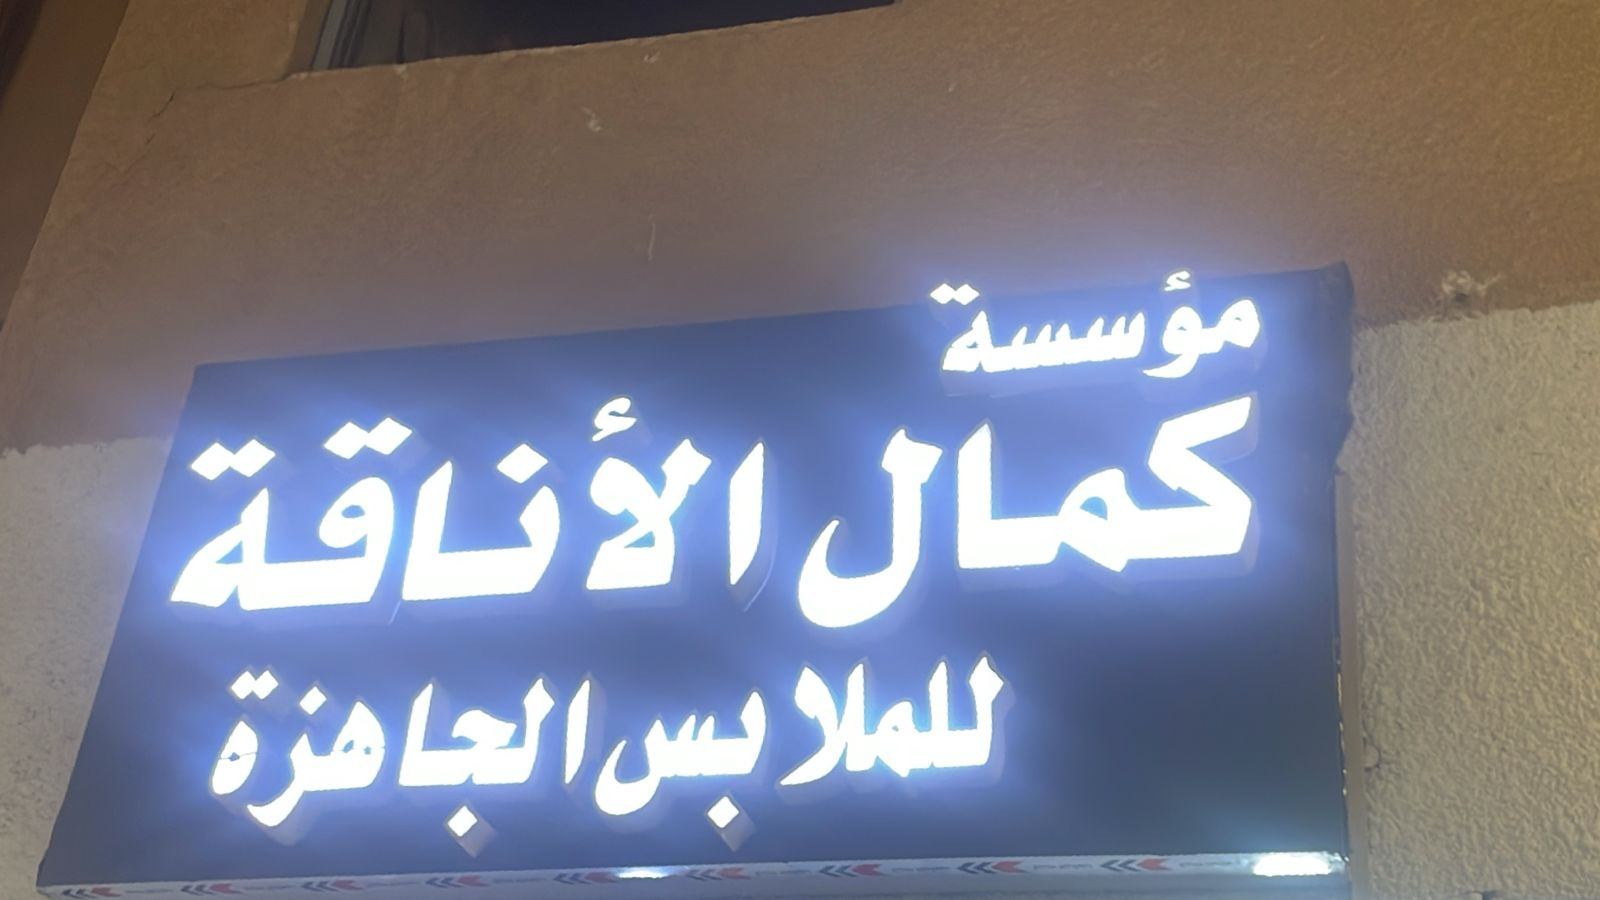 مؤسسة
كمال الأناقة
للملابس الجاهزة